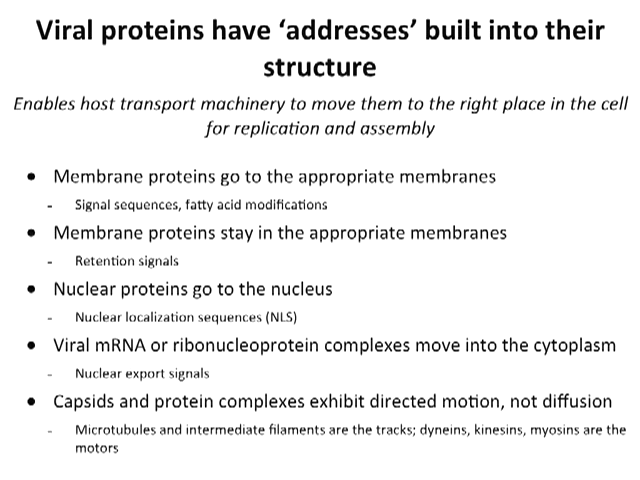 Viral proteins have ‘addresses’ built into their
structure
Enables host transport machinery to move them to the right place in the cell
for replication and assembly
• Membrane proteins go to the appropriate membranes
- Signal sequences, fatty acid modifications
• Membrane proteins stay in the appropriate membranes
- Retention signals
• Nuclear proteins go to the nucleus
- Nuclear localization sequences (NLS)
• Viral mRNA or ribonucleoprotein complexes move into the cytoplasm
- Nuclear export signals
• Capsids and protein complexes exhibit directed motion, not diffusion
- Microtubules and intermediate filaments are the tracks; dyneins, kinesins, myosins are the
motors